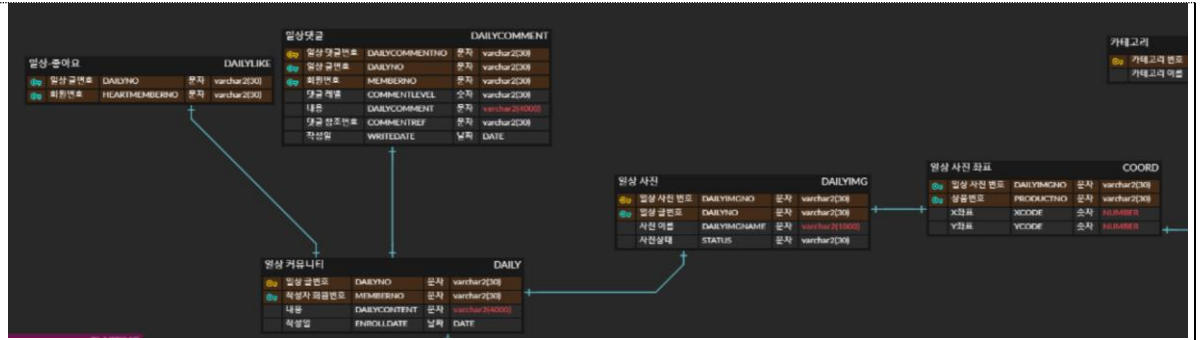 일상-좋아요 DAILYLIKE
일상 글번호 DAILYNO 문자 varchar2(30)
회원번호 HEARTMEMBERNO 문자 varchar2(30)
일상댓글 DAILYCOMMENT
일상 댓글번호 DAILYCOMMENTNO 문자 varchar2(30)
일상 글번호 DAILYNO 문자 varchar2(30)
회원번호 MEMBERNO 문자 varchar2(30)
댓글 레벨 COMMENTLEVEL 숫자 varchar2(30)
내용 DAILYCOMMENT 문자 varchar2(4000)
댓글 참조번호 COMMENTREF 문자 varchar2(30)
작성일 WRITEDATE 날짜 DATE
카테고리
카테고리 번호
카테고리 이름
일상 사진 DAILYIMG
일상 사진 번호 DAILYIMGNO 문자 varchar2(30)
일상 글번호 DAILYNO 문자 varchar2(30)
사진 이름 DAILYIMGNAME 문자 varchar2(1000)
사진상태 STATUS 문자 varchar2(30)
일상 사진 좌표 COORD
일상 사진 번호 DAILYIMGNO 문자 varchar2(30)
상품번호 PRODUCTNO 문자 varchar2(30)
X좌표 XCODE 숫자 NUMBER
Y좌표 YCODE 숫자 NUMBER
일상 커뮤니티 DAILY
일상 글번호 DAILYNO 문자 varchar2(30)
작성자 회원번호 MEMBERNO 문자 varchar2(30)
내용 DAILYCONTENT 문자 varchar2(4000)
작성일 ENROLLDATE 날짜 DATE